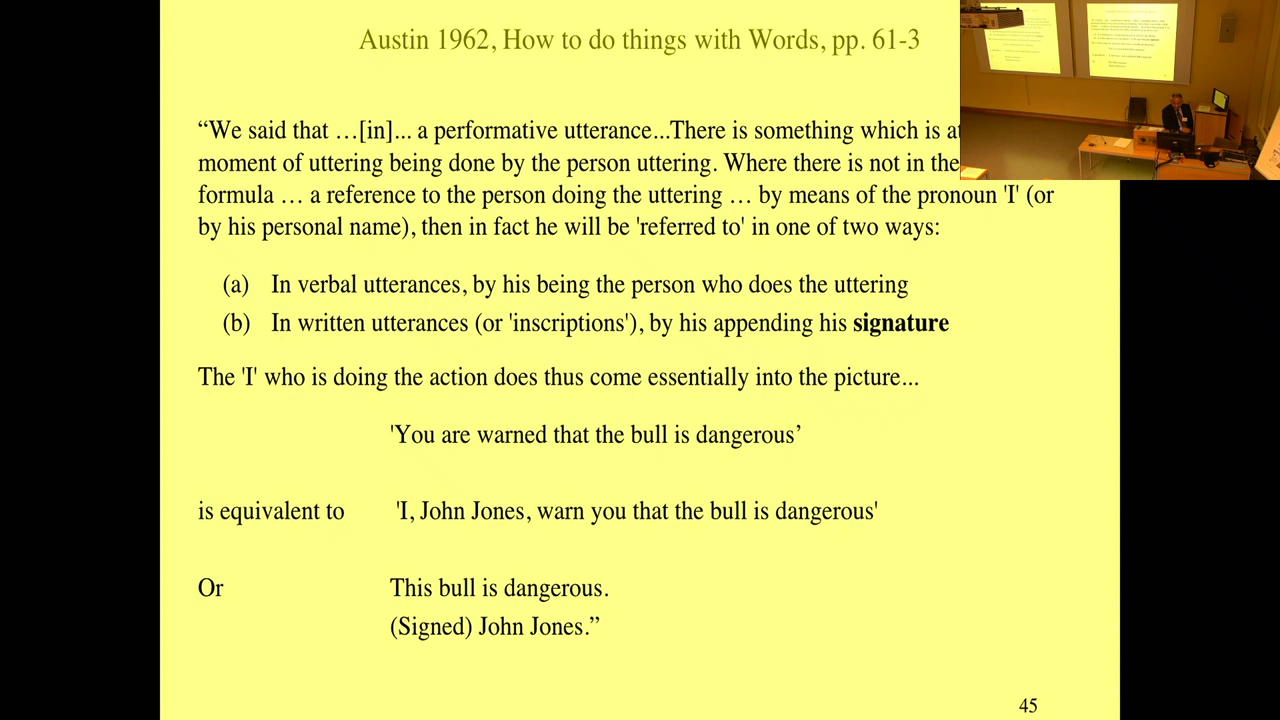 Austin 1962, How to do things with Words, pp. 61-3
“We said that …[in]... a performative utterance...There is something which is
moment of uttering being done by the person uttering. Where there is not in the
formula … a reference to the person doing the uttering … by means of the pronoun 'I' (or
by his personal name), then in fact he will be 'referred to' in one of two ways:
(a) In verbal utterances, by his being the person who does the uttering
(b) In written utterances (or 'inscriptions'), by his appending his signature
The 'I' who is doing the action does thus come essentially into the picture...
'You are warned that the bull is dangerous’
is equivalent to 'I, John Jones, warn you that the bull is dangerous'
Or This bull is dangerous.
(Signed) John Jones.”
45